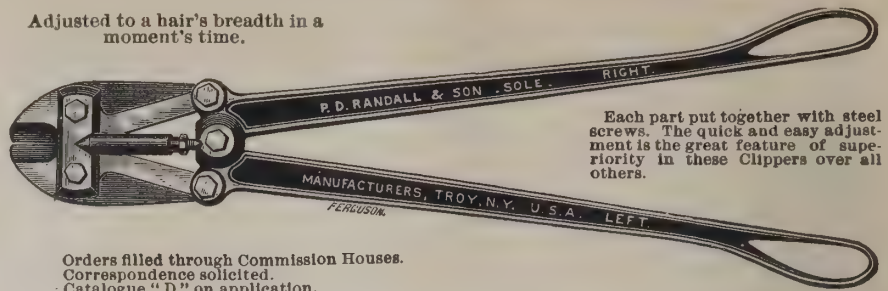 Adjusted to a hair's breadth in a
moment's time.
P. D. RANDALL & SON . SOLE. RIGHT.
Each part put together with steel
screws. The quick and easy adjust-
ment is the great feature of supe-
riority in these Clippers over all
others.
MANUFACTURERS, TROY, N.Y. U.S.A. LEFT.
FERGUSON.
Orders filled through Commission Houses.
Correspondence solicited.
Catalogue "D" on application.